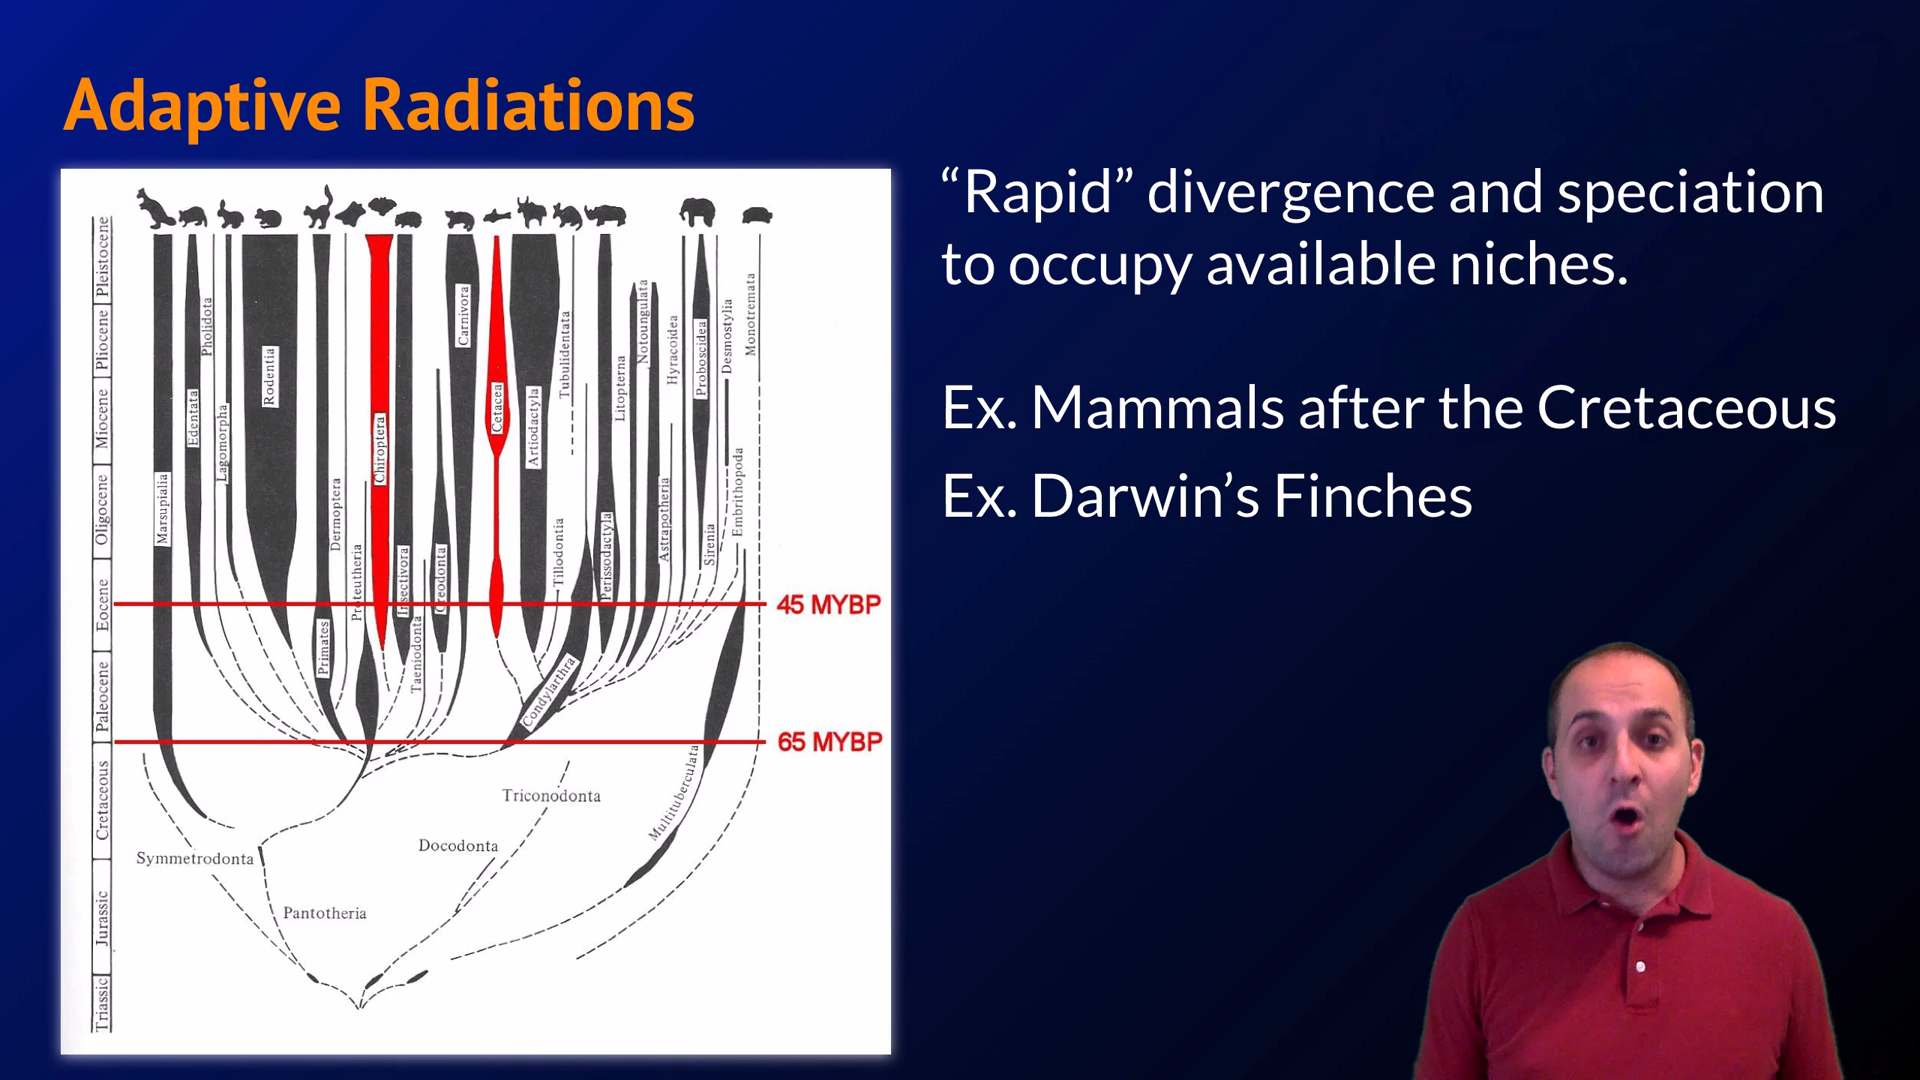 Adaptive Radiations
“Rapid” divergence and speciation
to occupy available niches.
Ex. Mammals after the Cretaceous
Ex. Darwin’s Finches
Pleistocene
Pliocene
Miocene
Oligocene
Eocene
Paleocene
Cretaceous
Jurassic
Triassic
Marsupialia
Edentata
Pholidota
Lagomorpha
Rodentia
Primates
Dermoptera
Proteutheria
Chiroptera
Insectivora
Taeniodonta
Creodonta
Carnivora
Cetacea
Artiodactyla
Tubulidentata
Tillodontia
Condylarthra
Perissodactyla
Litopterna
Notoungulata
Astrapotheria
Hyracoidea
Proboscidea
Sirenia
Desmostylia
Embrithopoda
Monotremata
45 MYBP
65 MYBP
Multituberculata
Triconodonta
Docodonta
Symmetrodonta
Pantotheria